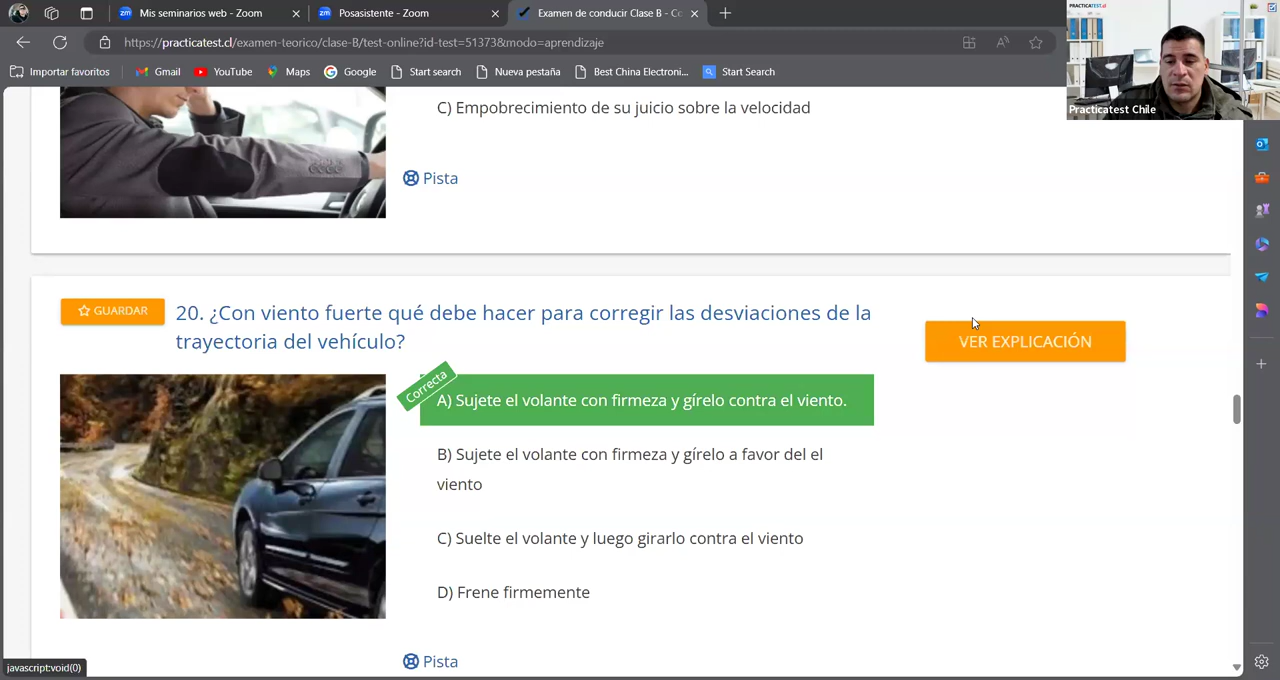 Mis seminarios web - Zoom
Posasistente - Zoom
Examen de conducir Clase B - Co
https://practicatest.cl/examen-teorico/clase-B/test-online?id-test=51373&modo=aprendizaje
Importar favoritos
Gmail
YouTube
Maps
Google
Start search
Nueva pestaña
Best China Electroni...
Start Search
PRACTICATEST.cl
Practicatest Chile
C) Empobrecimiento de su juicio sobre la velocidad
Pista
GUARDAR
20. ¿Con viento fuerte qué debe hacer para corregir las desviaciones de la
trayectoria del vehículo?
VER EXPLICACIÓN
Correcta
A) Sujete el volante con firmeza y gírelo contra el viento.
B) Sujete el volante con firmeza y gírelo a favor del el
viento
C) Suelte el volante y luego girarlo contra el viento
D) Frene firmemente
Pista
javascript:void(0)